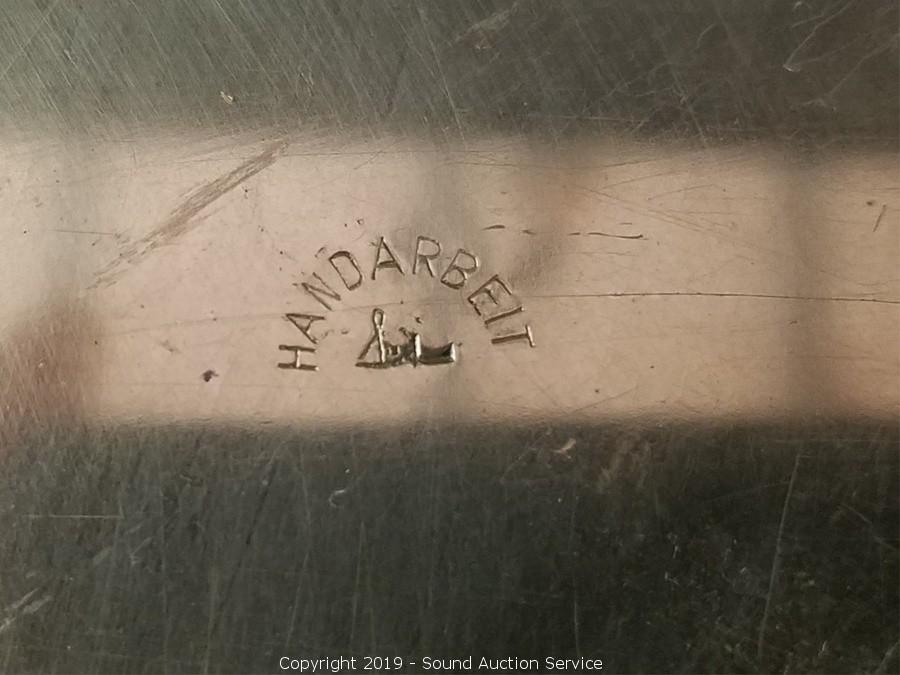 HANDARBEIT
Copyright 2019 - Sound Auction Service